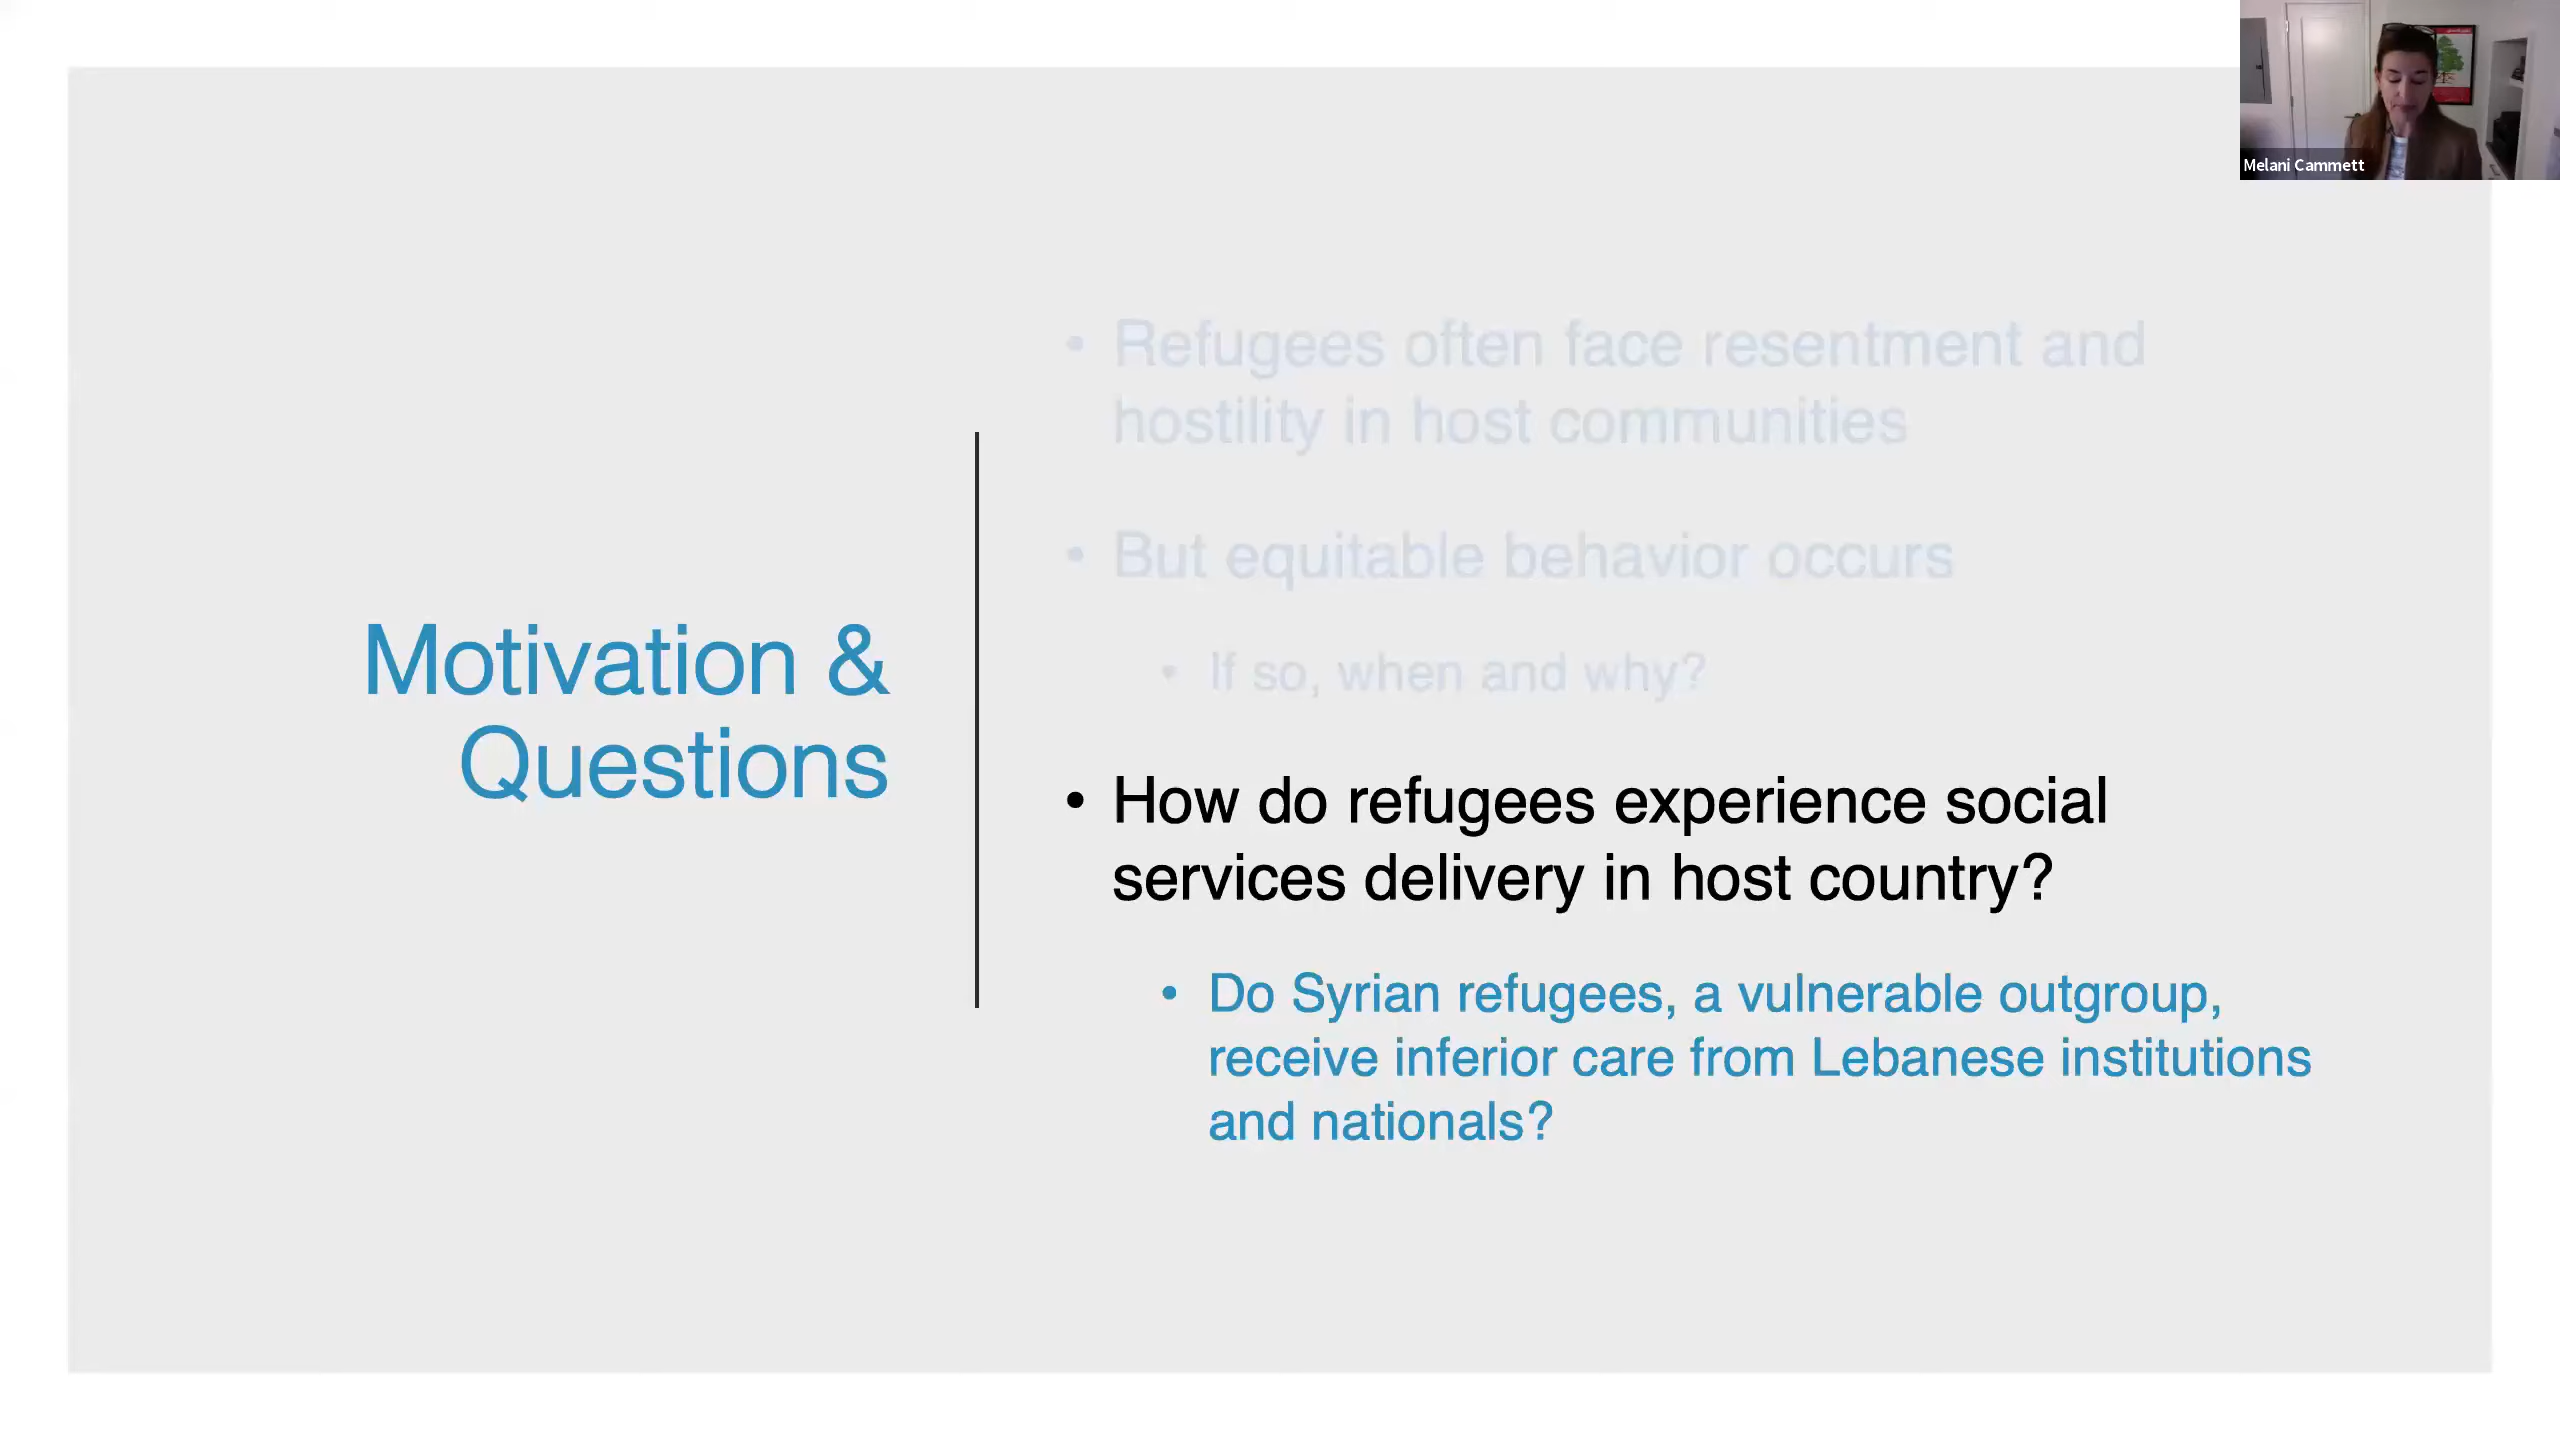 Melani Cammett
Motivation &
Questions
• Refugees often face resentment and
hostility in host communities
• But equitable behavior occurs
• If so, when and why?
• How do refugees experience social
services delivery in host country?
• Do Syrian refugees, a vulnerable outgroup,
receive inferior care from Lebanese institutions
and nationals?